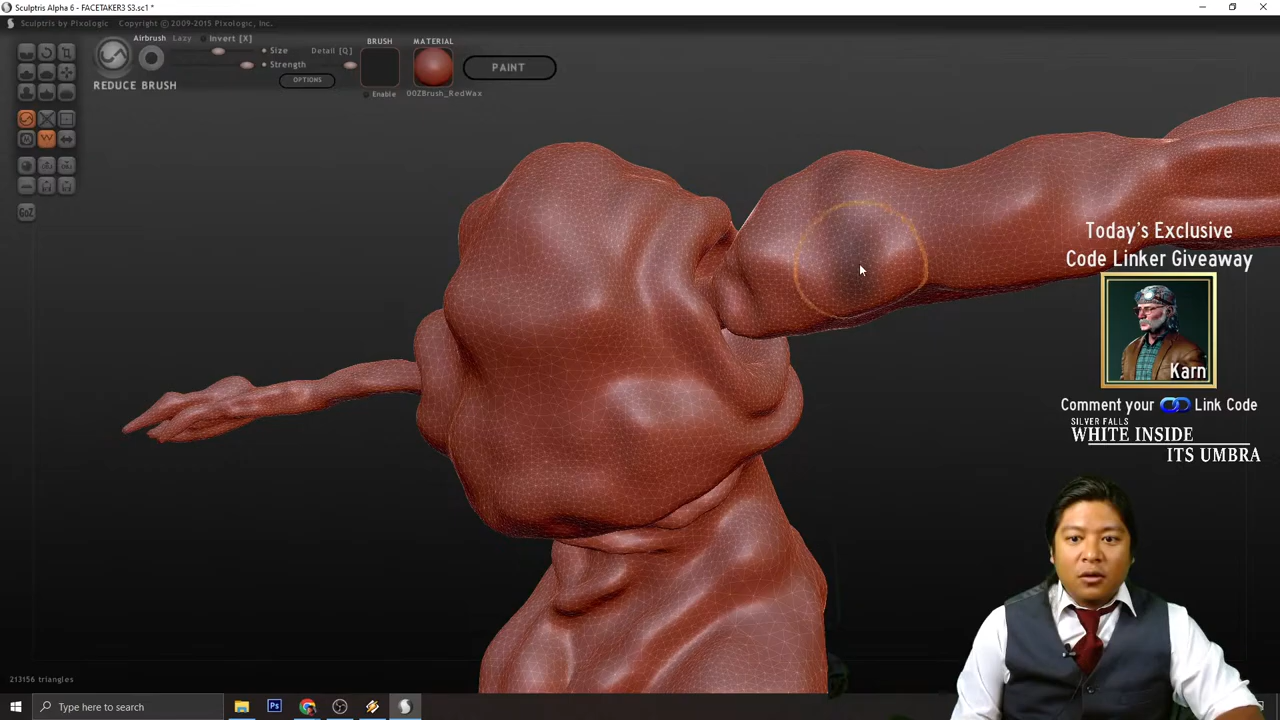 Sculptris Alpha 6 - FACETAKER3 S3.sc1 *
Sculptris by Pixologic Copyright © 2009-2015 Pixologic, Inc.
Airbrush Lazy Invert [X]
Size Detail [Q]
Strength
OPTIONS
REDUCE BRUSH
BRUSH
Enable
MATERIAL
00ZBrush_RedWax
PAINT
GoZ
Today's Exclusive
Code Linker Giveaway
Karn
Comment your Link Code
SILVER FALLS
WHITE INSIDE
ITS UMBRA
213156 triangles
Type here to search
Ps